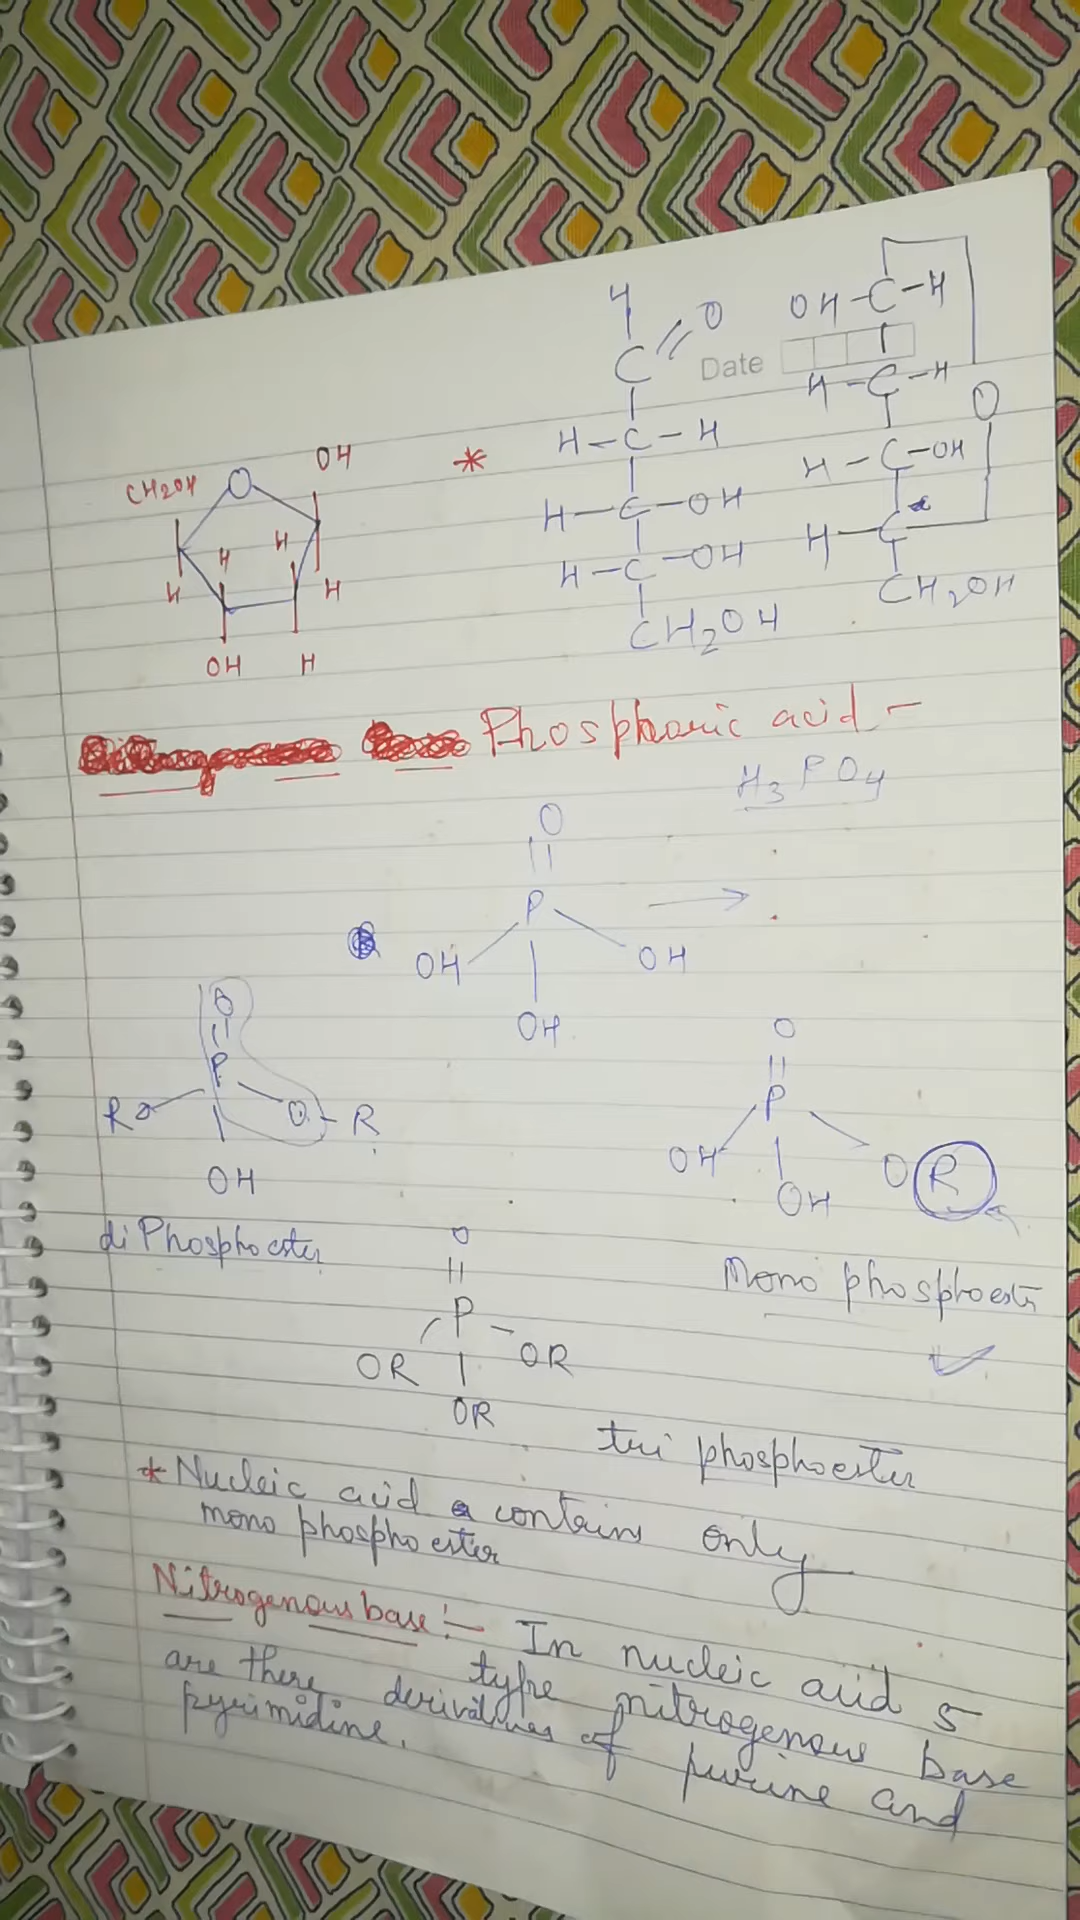 H
C = O
Date
H - C - H
H - C - OH
H - C - OH
CH2OH
OH - C - H
H - C - H
H - C - OH
O
H - C
CH2OH
*
CH2OH
O
OH
H
H
H
H
OH
H
Phosphoric acid -
H3PO4
O
P
OH
OH
OH
→
O
P
RO
O - R
OH
di Phosphoester
O
P
OH
OH
OR
Mono phosphoester
O
P
OR
OR
OR
tri phosphoester
* Nucleic acid contains only
mono phosphoester
Nitrogenous base :- In nucleic acid 5
type nitrogenous base
are there derivatives of purine and
pyrimidine.